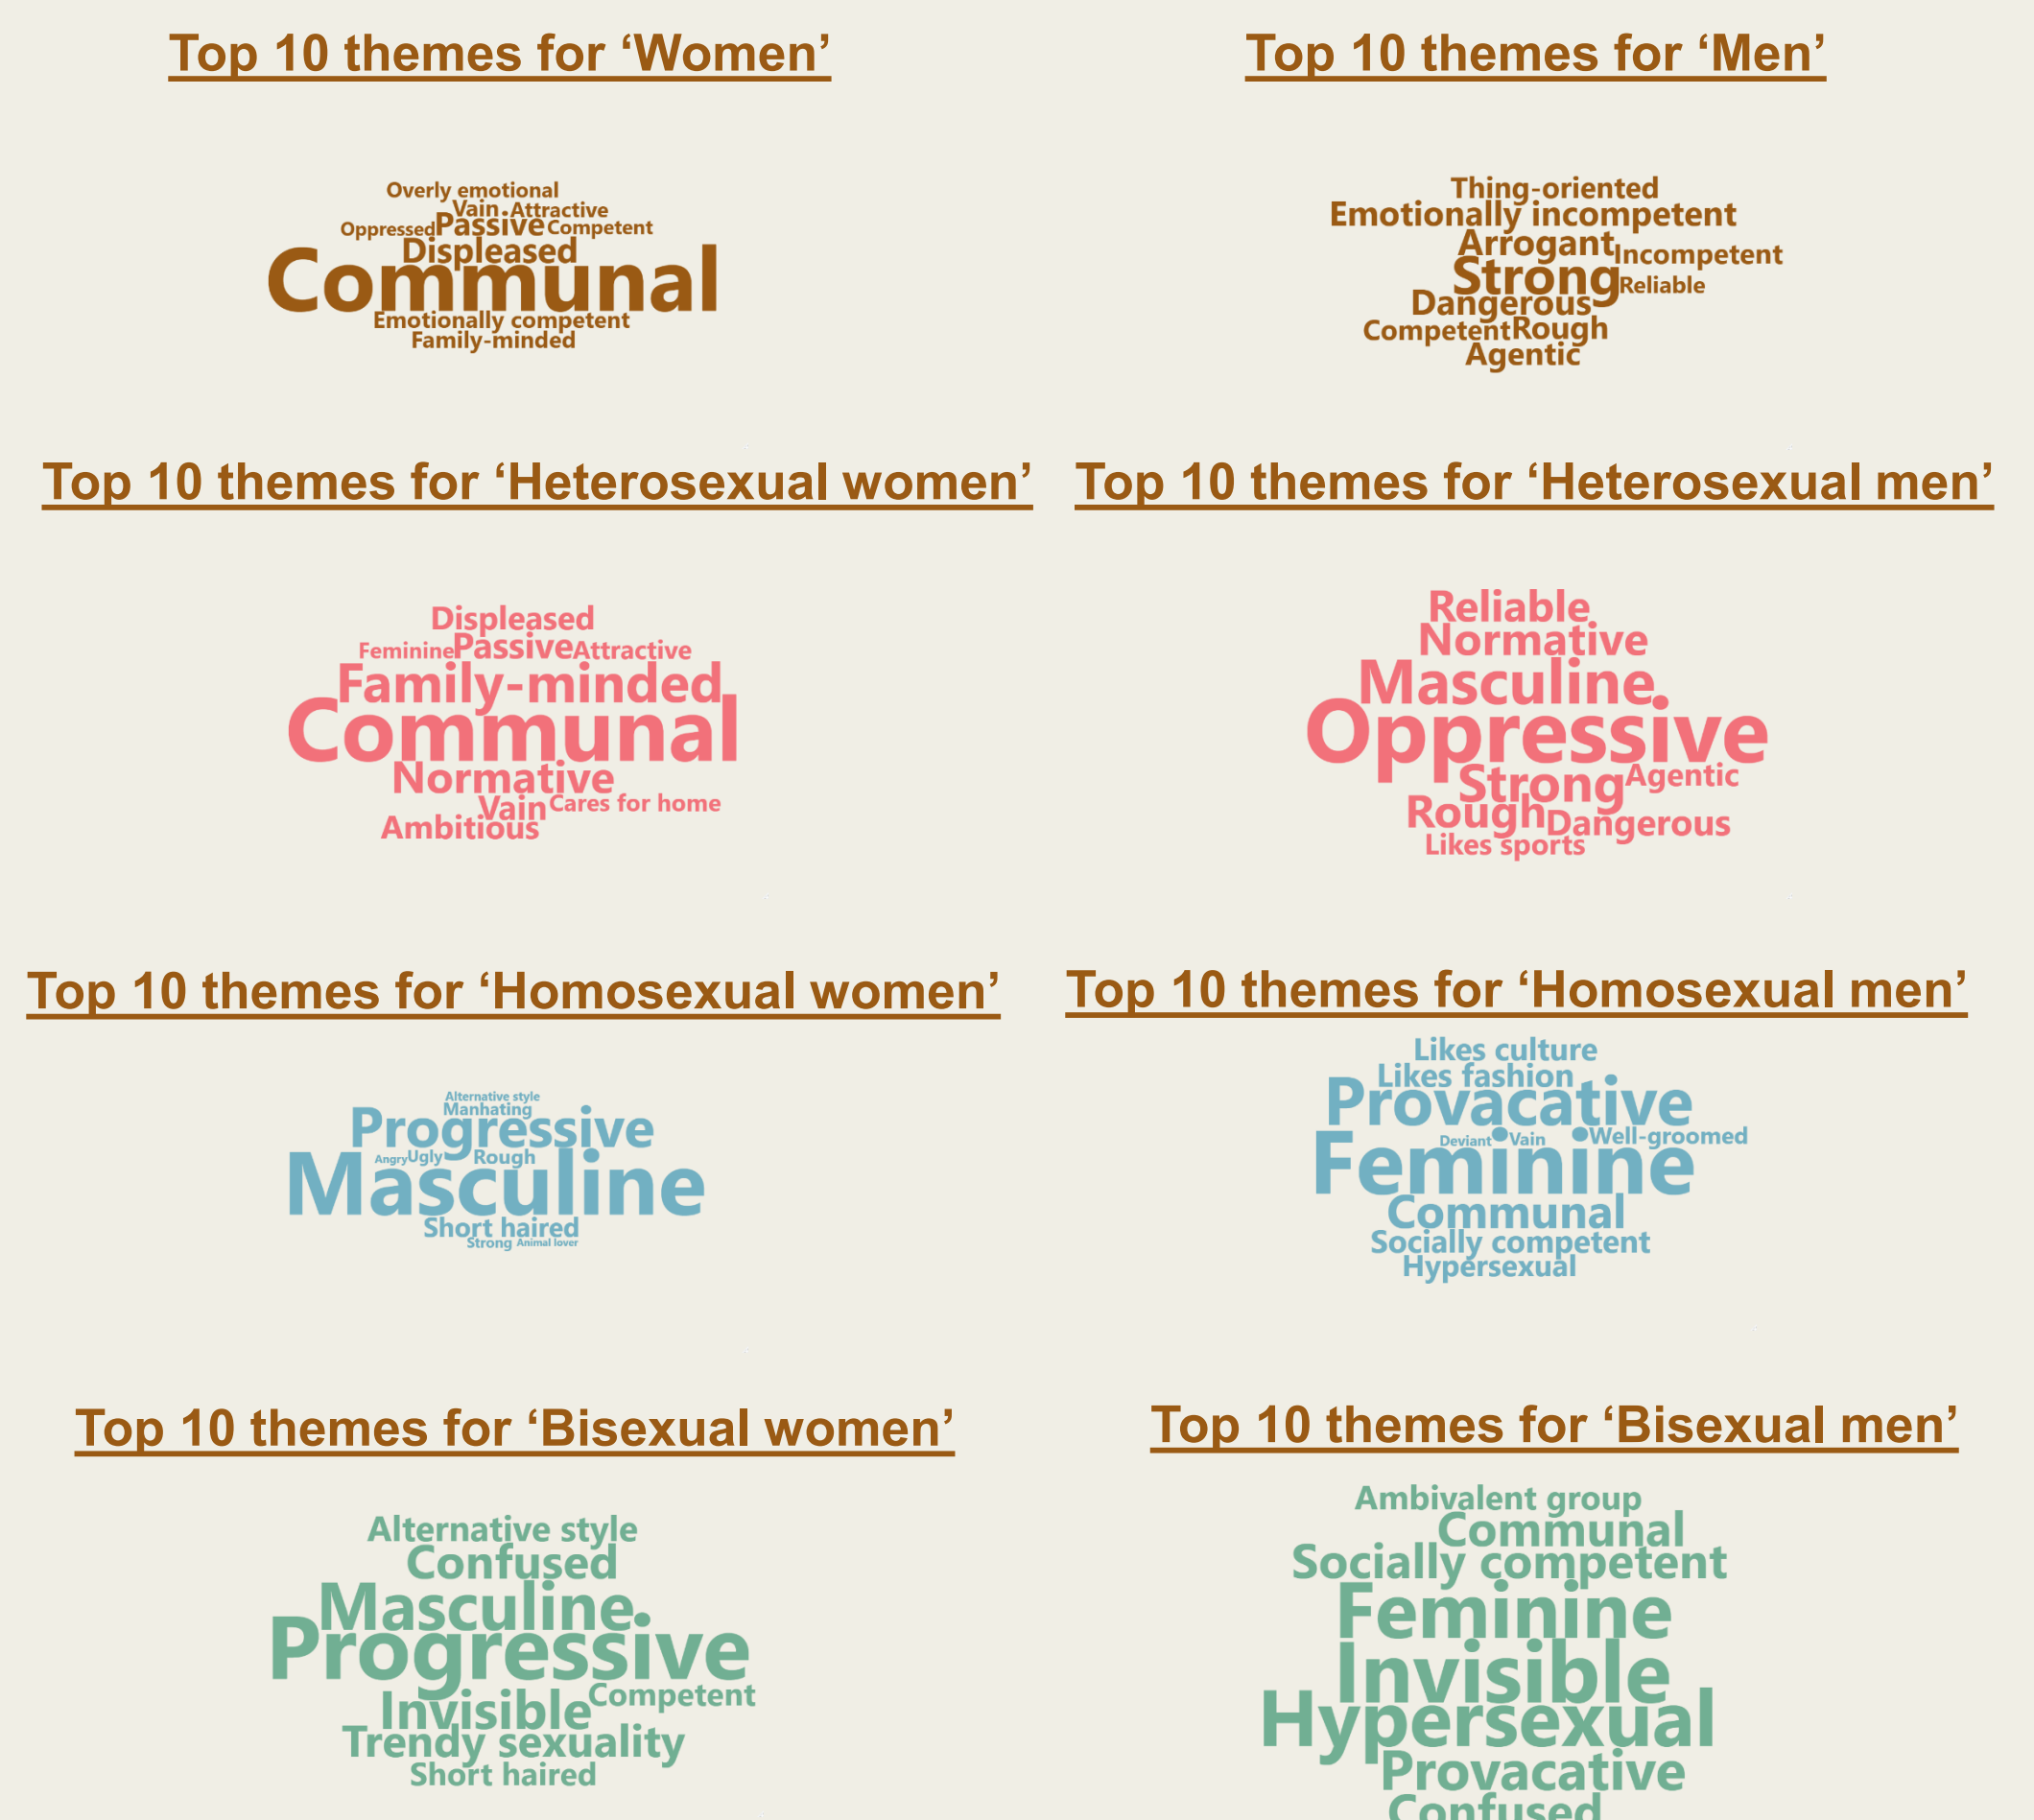 Top 10 themes for ‘Women’
Overly emotional
Vain Attractive
Oppressed Passive Competent
Displeased
Communal
Emotionally competent
Family-minded
Top 10 themes for ‘Men’
Thing-oriented
Emotionally incompetent
Arrogant Incompetent
Strong Reliable
Dangerous
Competent Rough
Agentic
Top 10 themes for ‘Heterosexual women’
Displeased
Feminine Passive Attractive
Family-minded
Communal
Normative
Vain Cares for home
Ambitious
Top 10 themes for ‘Heterosexual men’
Reliable
Normative
Masculine
Oppressive
Strong Agentic
Rough Dangerous
Likes sports
Top 10 themes for ‘Homosexual women’
Alternative style
Manhating
Progressive
Angry Ugly Rough
Masculine
Short haired
Strong Animal lover
Top 10 themes for ‘Homosexual men’
Likes culture
Likes fashion
Provacative
Deviant Vain Well-groomed
Feminine
Communal
Socially competent
Hypersexual
Top 10 themes for ‘Bisexual women’
Alternative style
Confused
Masculine
Progressive
Invisible Competent
Trendy sexuality
Short haired
Top 10 themes for ‘Bisexual men’
Ambivalent group
Communal
Socially competent
Feminine
Invisible
Hypersexual
Provacative
Confused